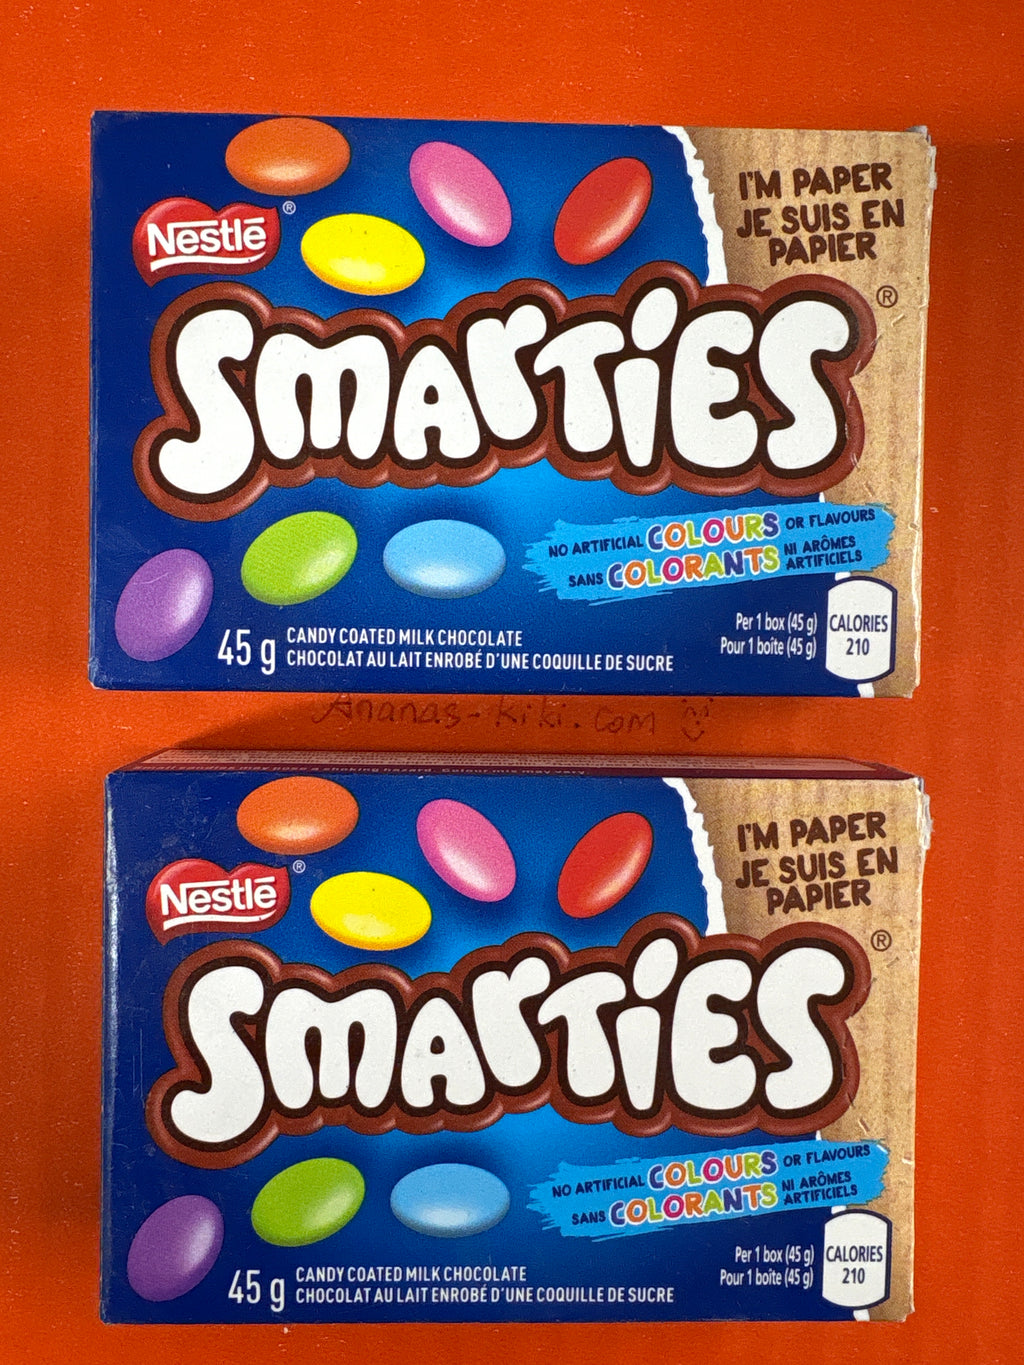 I'M PAPER
JE SUIS EN
PAPIER
Nestlé®
SMARTIES®
NO ARTIFICIAL COLOURS OR FLAVOURS
SANS COLORANTS NI ARÔMES
ARTIFICIELS
Per 1 box (45 g)
Pour 1 boîte (45 g)
CALORIES
210
45 g
CANDY COATED MILK CHOCOLATE
CHOCOLAT AU LAIT ENROBÉ D'UNE COQUILLE DE SUCRE
Ananas-kiki.com
I'M PAPER
JE SUIS EN
PAPIER
Nestlé®
SMARTIES®
NO ARTIFICIAL COLOURS OR FLAVOURS
SANS COLORANTS NI ARÔMES
ARTIFICIELS
Per 1 box (45 g)
Pour 1 boîte (45 g)
CALORIES
210
45 g
CANDY COATED MILK CHOCOLATE
CHOCOLAT AU LAIT ENROBÉ D'UNE COQUILLE DE SUCRE